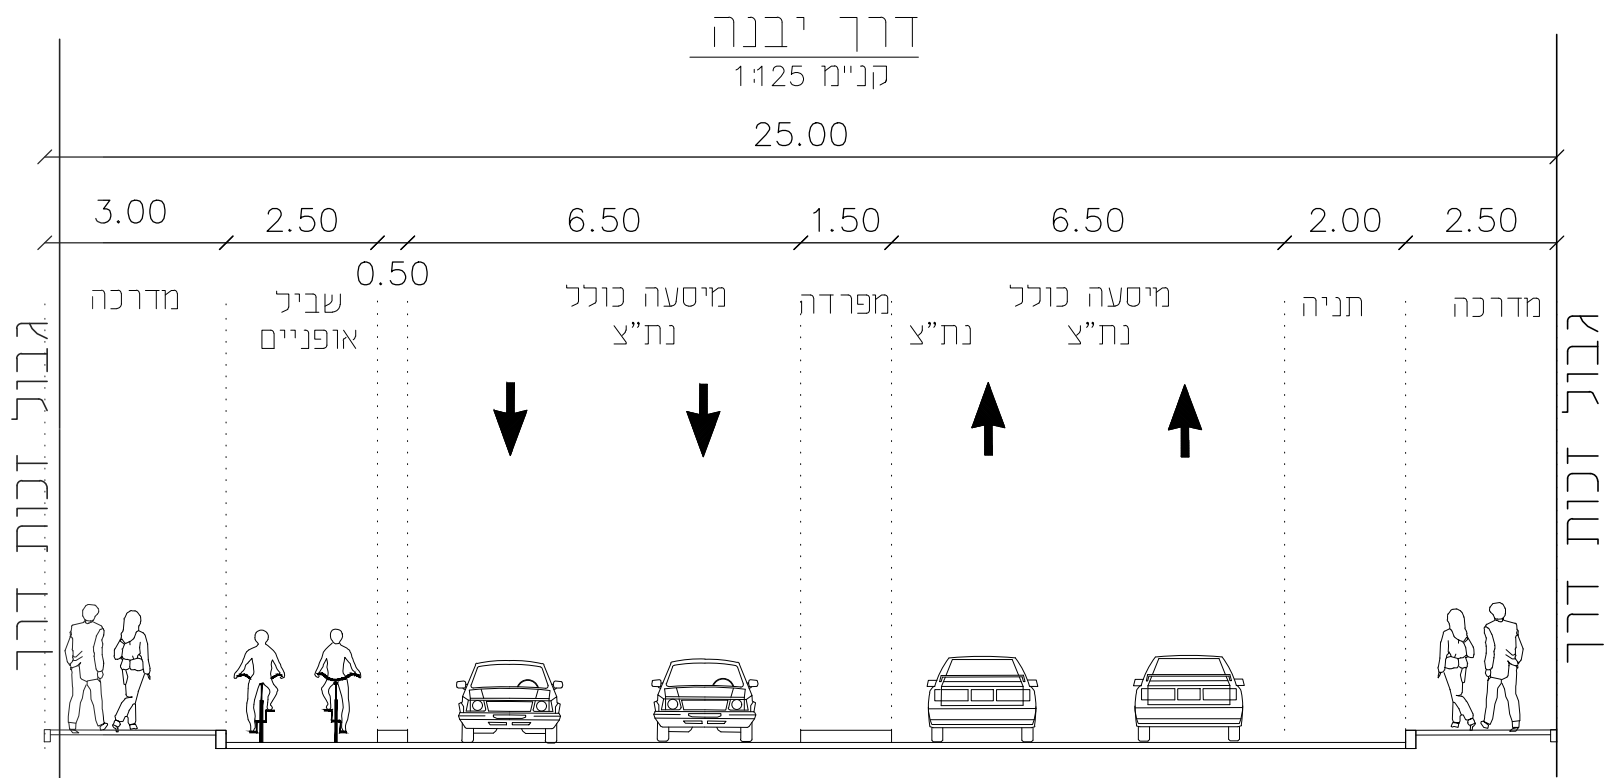 דרך יבנה
קנ"מ 1:125
25.00
3.00
2.50
0.50
6.50
1.50
6.50
2.00
2.50
מדרכה
שביל
אופניים
מיסעה כולל
נת"צ
מפרדה
נת"צ
מיסעה כולל
נת"צ
תניה
מדרכה
גבול זכות דרך
גבול זכות דרך